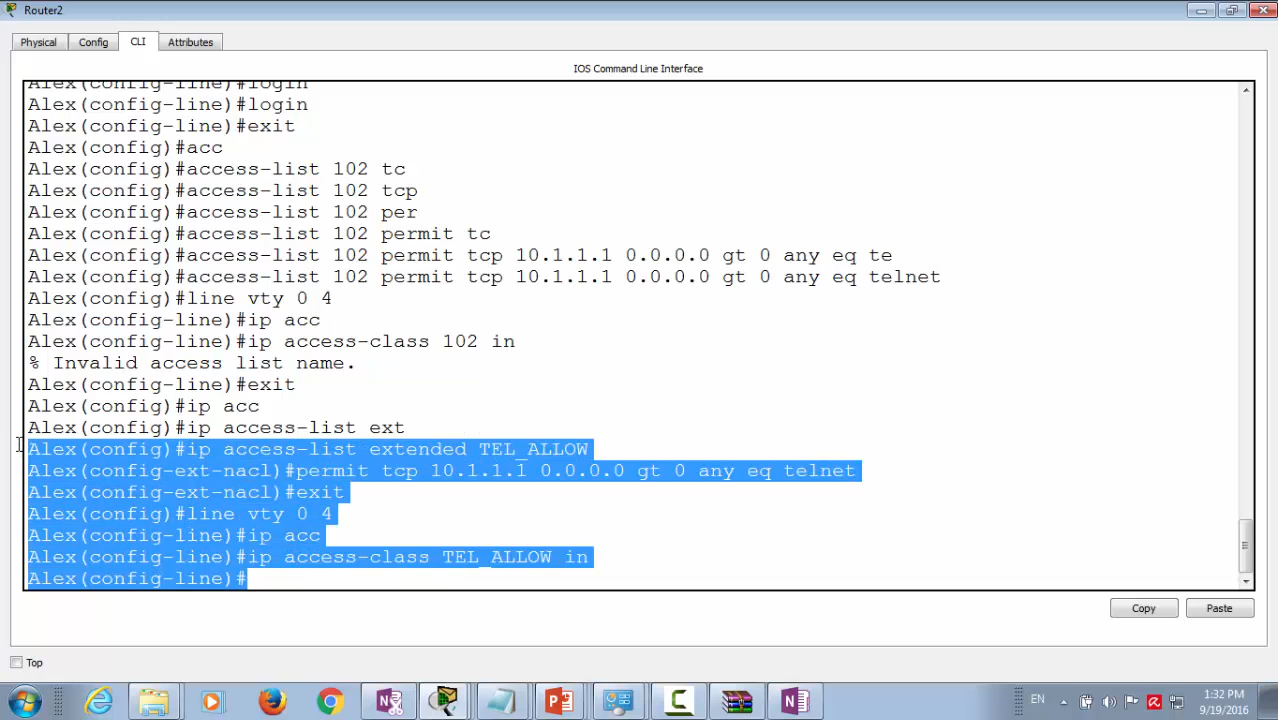 Router2
Physical Config CLI Attributes
IOS Command Line Interface
Alex(config-line)#login
Alex(config-line)#login
Alex(config-line)#exit
Alex(config)#acc
Alex(config)#access-list 102 tc
Alex(config)#access-list 102 tcp
Alex(config)#access-list 102 per
Alex(config)#access-list 102 permit tc
Alex(config)#access-list 102 permit tcp 10.1.1.1 0.0.0.0 gt 0 any eq te
Alex(config)#access-list 102 permit tcp 10.1.1.1 0.0.0.0 gt 0 any eq telnet
Alex(config)#line vty 0 4
Alex(config-line)#ip acc
Alex(config-line)#ip access-class 102 in
% Invalid access list name.
Alex(config-line)#exit
Alex(config)#ip acc
Alex(config)#ip access-list ext
Alex(config)#ip access-list extended TEL_ALLOW
Alex(config-ext-nacl)#permit tcp 10.1.1.1 0.0.0.0 gt 0 any eq telnet
Alex(config-ext-nacl)#exit
Alex(config)#line vty 0 4
Alex(config-line)#ip acc
Alex(config-line)#ip access-class TEL_ALLOW in
Alex(config-line)#
Copy Paste
Top
EN
1:32 PM
9/19/2016